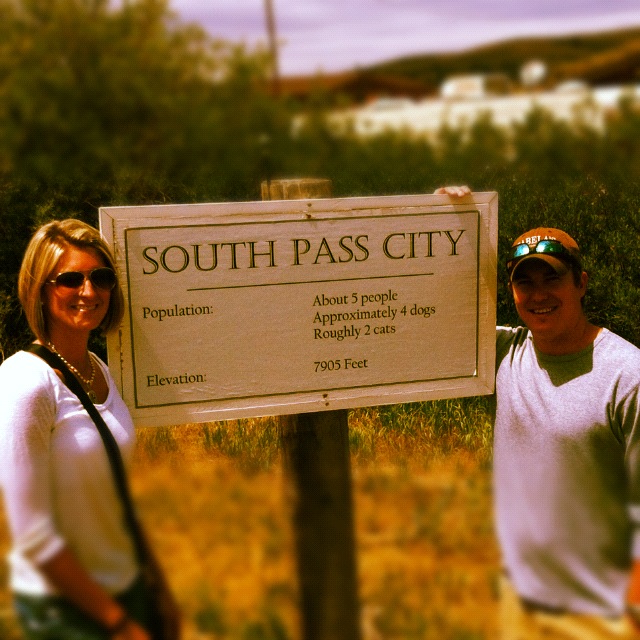 SOUTH PASS CITY
Population: About 5 people
Approximately 4 dogs
Roughly 2 cats
Elevation: 7905 Feet